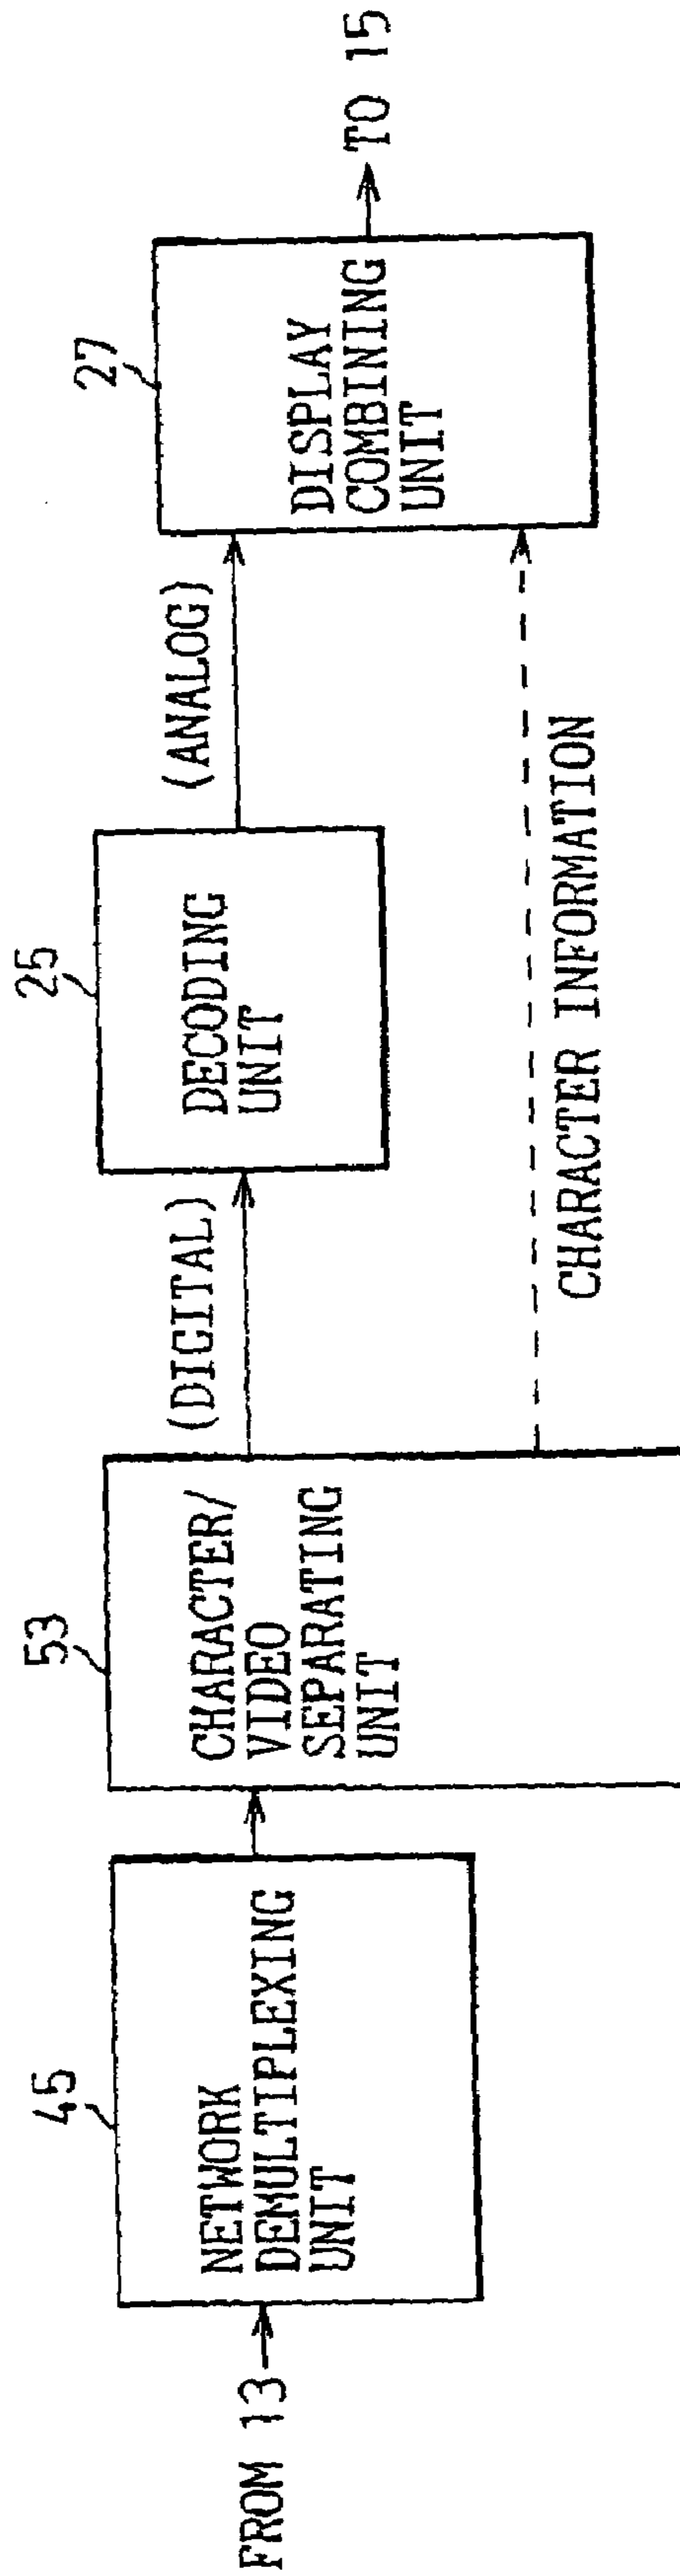 FROM 13
45
NETWORK
DEMULTIPLEXING
UNIT
53
CHARACTER/
VIDEO
SEPARATING
UNIT
(DIGITAL)
25
DECODING
UNIT
(ANALOG)
CHARACTER INFORMATION
27
DISPLAY
COMBINING
UNIT
TO 15